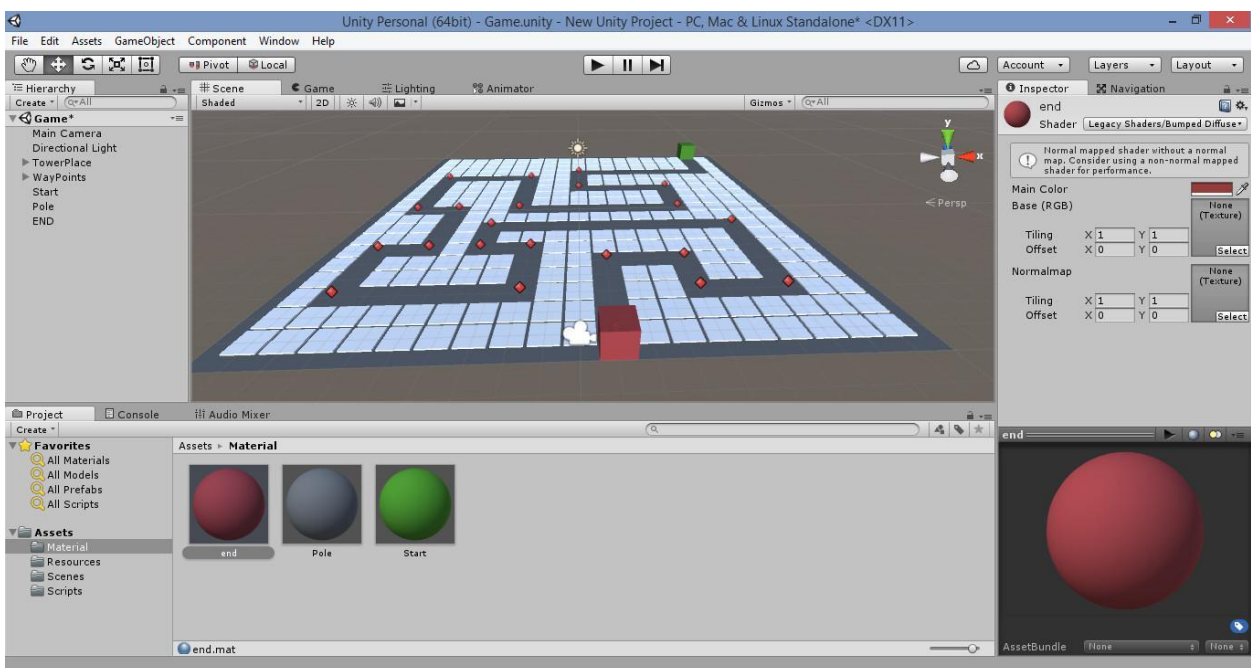 Unity Personal (64bit) - Game.unity - New Unity Project - PC, Mac & Linux Standalone* <DX11>
File Edit Assets GameObject Component Window Help
Pivot Local Account Layers Layout
Hierarchy
Create All
Game*
Main Camera
Directional Light
TowerPlace
WayPoints
Start
Pole
END
Scene Game Lighting Animator
Shaded 2D Gizmos All
y
x
Persp
Inspector Navigation
end
Shader Legacy Shaders/Bumped Diffuse
Normal mapped shader without a normal
map. Consider using a non-normal mapped
shader for performance.
Main Color
Base (RGB) None
(Texture)
Tiling X 1 Y 1
Offset X 0 Y 0 Select
Normalmap None
(Texture)
Tiling X 1 Y 1
Offset X 0 Y 0 Select
Project Console Audio Mixer
Create
Favorites
All Materials
All Models
All Prefabs
All Scripts
Assets
Material
Resources
Scenes
Scripts
Assets Material
end Pole Start
end.mat
end
AssetBundle None None